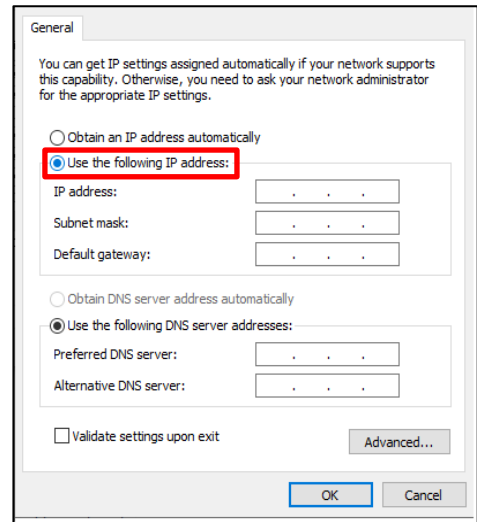 General
You can get IP settings assigned automatically if your network supports
this capability. Otherwise, you need to ask your network administrator
for the appropriate IP settings.
Obtain an IP address automatically
Use the following IP address:
IP address:
Subnet mask:
Default gateway:
Obtain DNS server address automatically
Use the following DNS server addresses:
Preferred DNS server:
Alternative DNS server:
Validate settings upon exit
Advanced...
OK Cancel